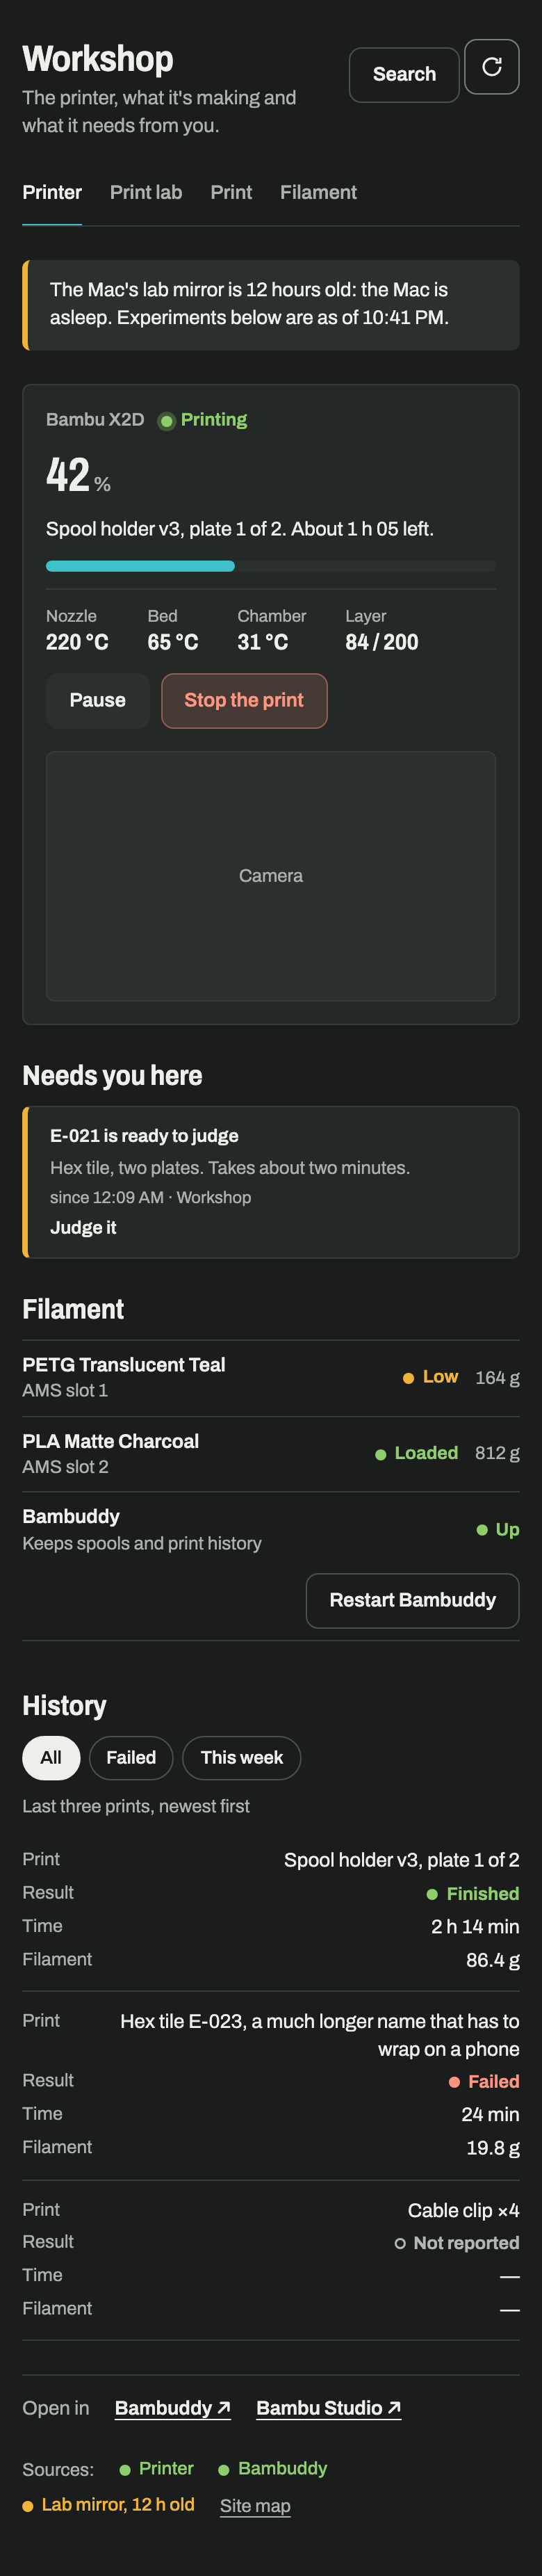 Workshop
Search
The printer, what it's making and
what it needs from you.
Printer Print lab Print Filament
The Mac's lab mirror is 12 hours old: the Mac is
asleep. Experiments below are as of 10:41 PM.
Bambu X2D Printing
42 %
Spool holder v3, plate 1 of 2. About 1 h 05 left.
Nozzle Bed Chamber Layer
220 °C 65 °C 31 °C 84 / 200
Pause Stop the print
Camera
Needs you here
E-021 is ready to judge
Hex tile, two plates. Takes about two minutes.
since 12:09 AM · Workshop
Judge it
Filament
PETG Translucent Teal
AMS slot 1
Low 164 g
PLA Matte Charcoal
AMS slot 2
Loaded 812 g
Bambuddy
Keeps spools and print history
Up
Restart Bambuddy
History
All Failed This week
Last three prints, newest first
Print Spool holder v3, plate 1 of 2
Result Finished
Time 2 h 14 min
Filament 86.4 g
Print Hex tile E-023, a much longer name that has to
wrap on a phone
Result Failed
Time 24 min
Filament 19.8 g
Print Cable clip ×4
Result Not reported
Time —
Filament —
Open in Bambuddy ↗ Bambu Studio ↗
Sources: Printer Bambuddy
Lab mirror, 12 h old Site map